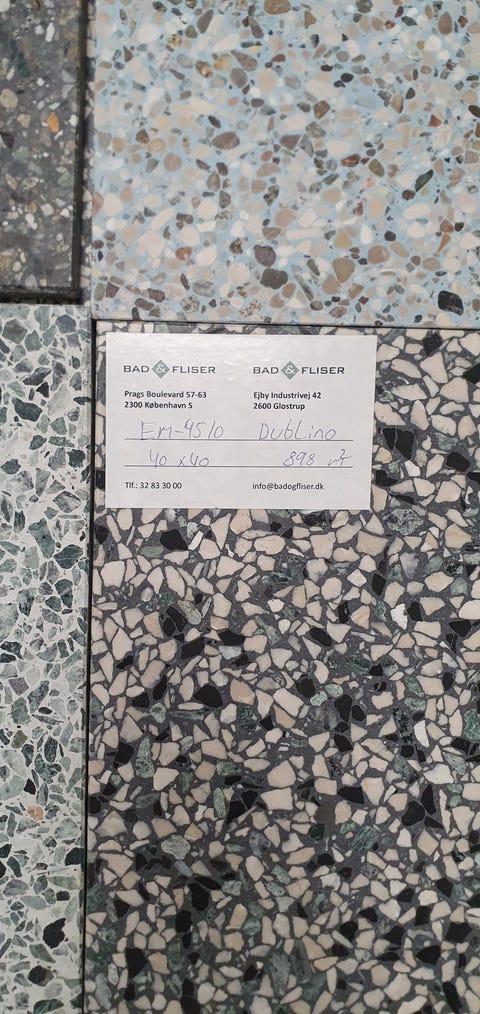 BAD & FLISER BAD & FLISER
Prags Boulevard 57-63 Ejby Industrivej 42
2300 København S 2600 Glostrup
Em-4510 Dublino
40 x 40 898
Tlf.: 32 83 30 00 info@badogfliser.dk